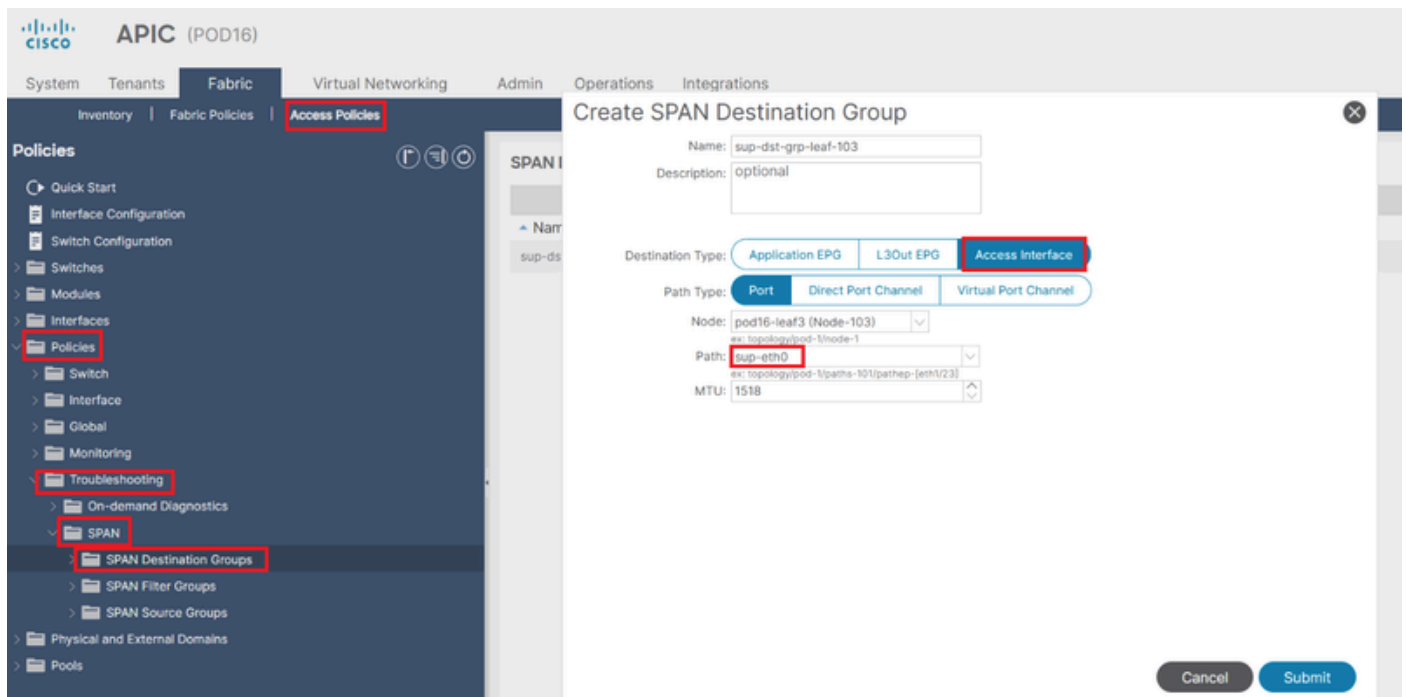 cisco
APIC (POD16)
System Tenants Fabric Virtual Networking Admin Operations Integrations
Inventory | Fabric Policies | Access Policies
Policies
Quick Start
Interface Configuration
Switch Configuration
Switches
Modules
Interfaces
Policies
Switch
Interface
Global
Monitoring
Troubleshooting
On-demand Diagnostics
SPAN
SPAN Destination Groups
SPAN Filter Groups
SPAN Source Groups
Physical and External Domains
Pools
SPAN
Nam
sup-ds
Create SPAN Destination Group
Name: sup-dst-grp-leaf-103
Description: optional
Destination Type: Application EPG L3Out EPG Access Interface
Path Type: Port Direct Port Channel Virtual Port Channel
Node: pod16-leaf3 (Node-103)
ex: topology/pod-1/node-1
Path: sup-eth0
ex: topology/pod-1/paths-101/pathep-[eth1/23]
MTU: 1518
Cancel Submit